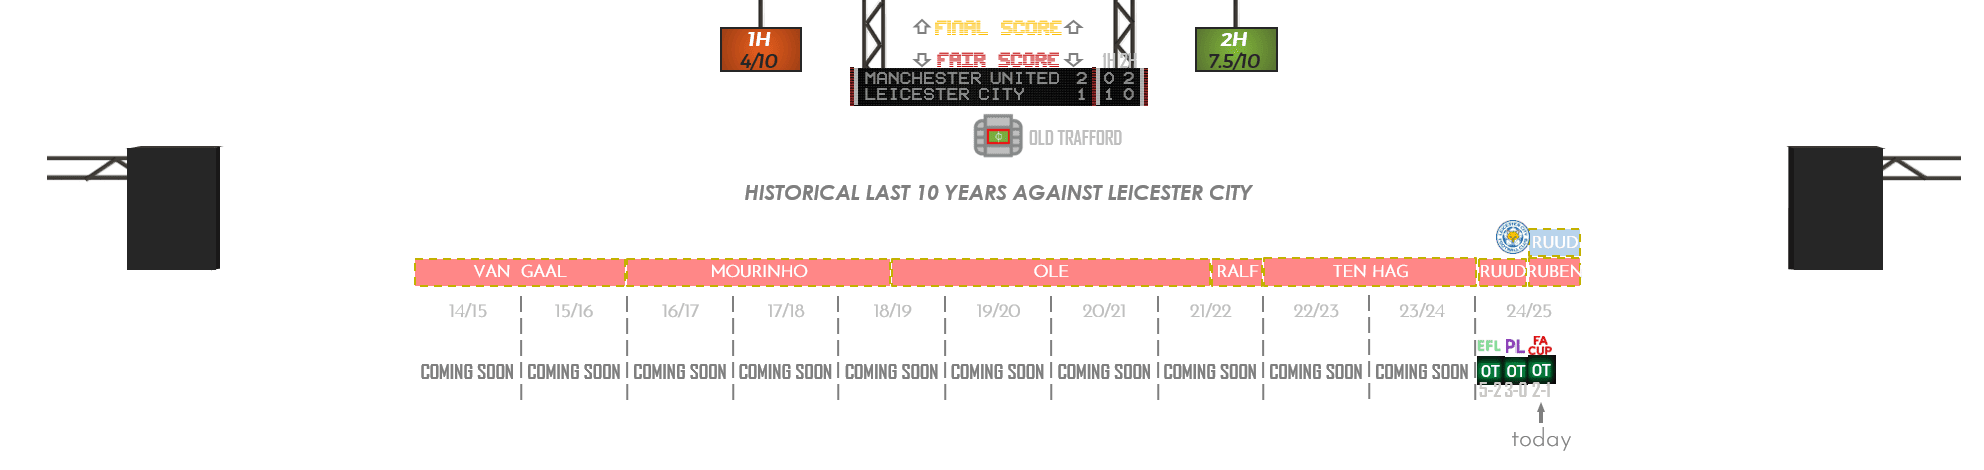 1H
4/10
FINAL SCORE
FAIR SCORE
1H 2H
MANCHESTER UNITED 2 0 2
LEICESTER CITY 1 1 0
2H
7.5/10
OLD TRAFFORD
HISTORICAL LAST 10 YEARS AGAINST LEICESTER CITY
RUUD
VAN GAAL MOURINHO OLE RALF TEN HAG RUUD RUBEN
14/15 15/16 16/17 17/18 18/19 19/20 20/21 21/22 22/23 23/24 24/25
EFL PL FA CUP
COMING SOON COMING SOON COMING SOON COMING SOON COMING SOON COMING SOON COMING SOON COMING SOON COMING SOON COMING SOON OT OT OT
5-2 3-0 2-1
today